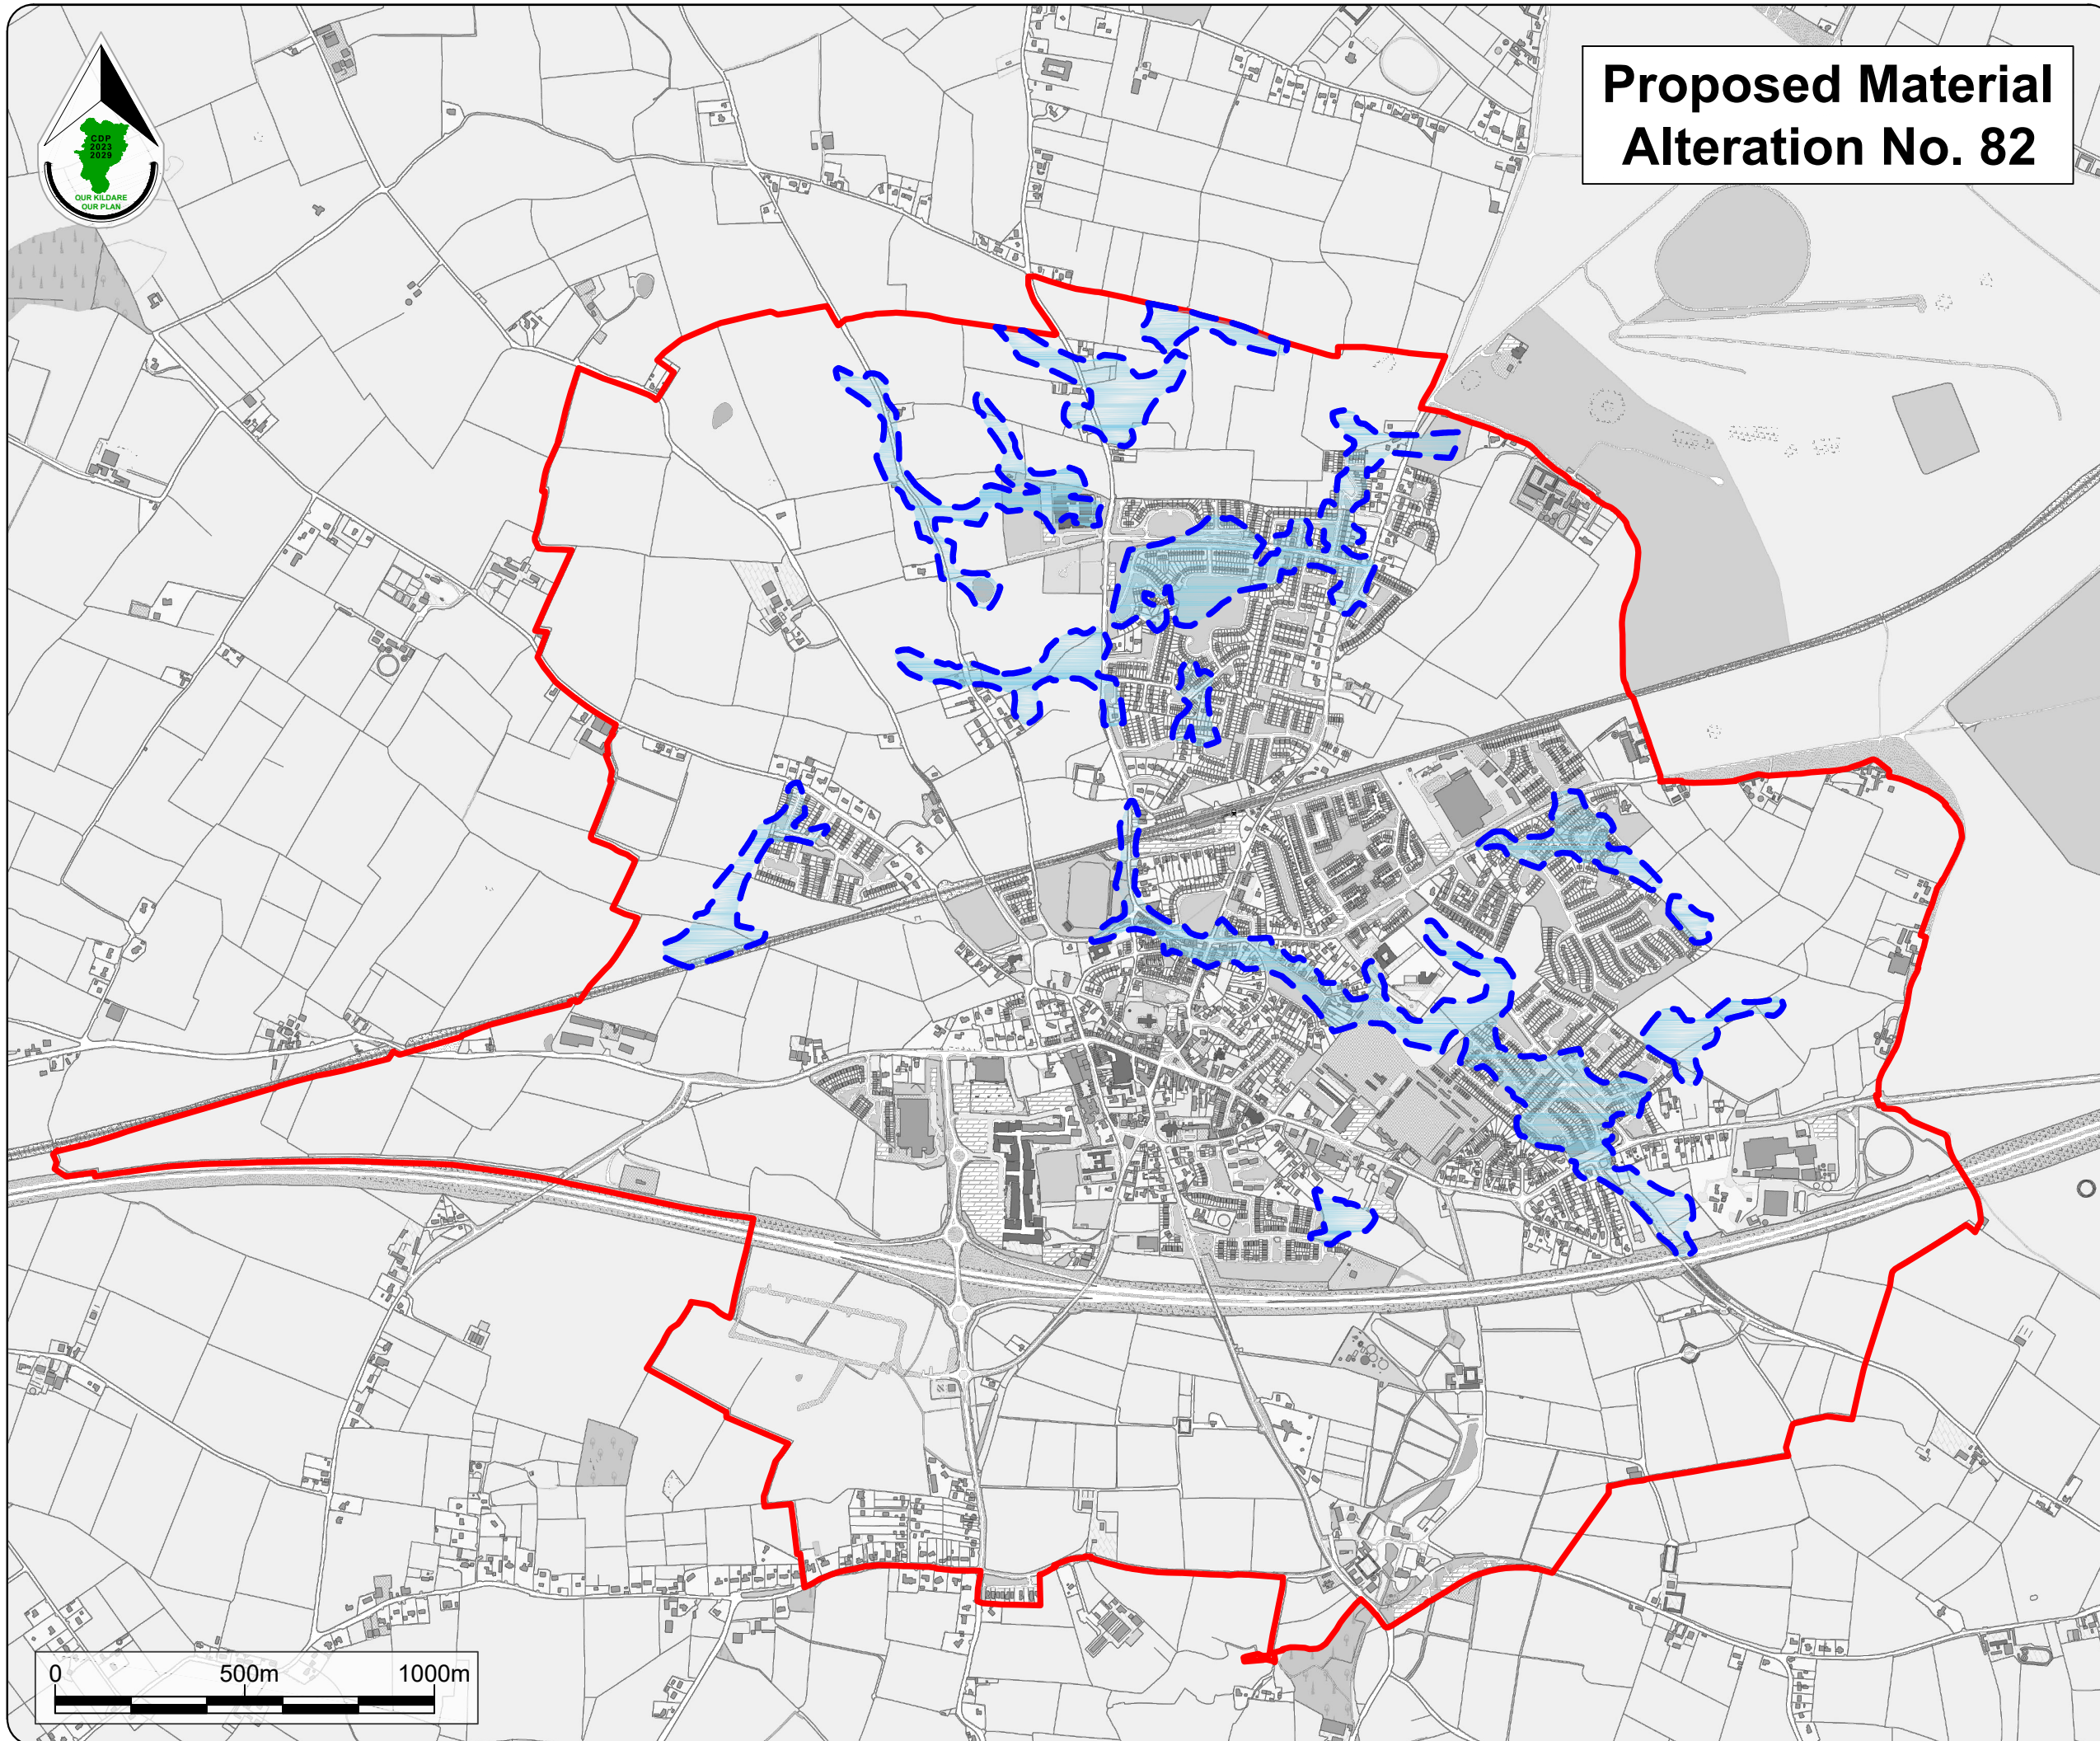 Proposed Material
Alteration No. 82
CDP
2023
2029
OUR KILDARE
OUR PLAN
0 500m 1000m